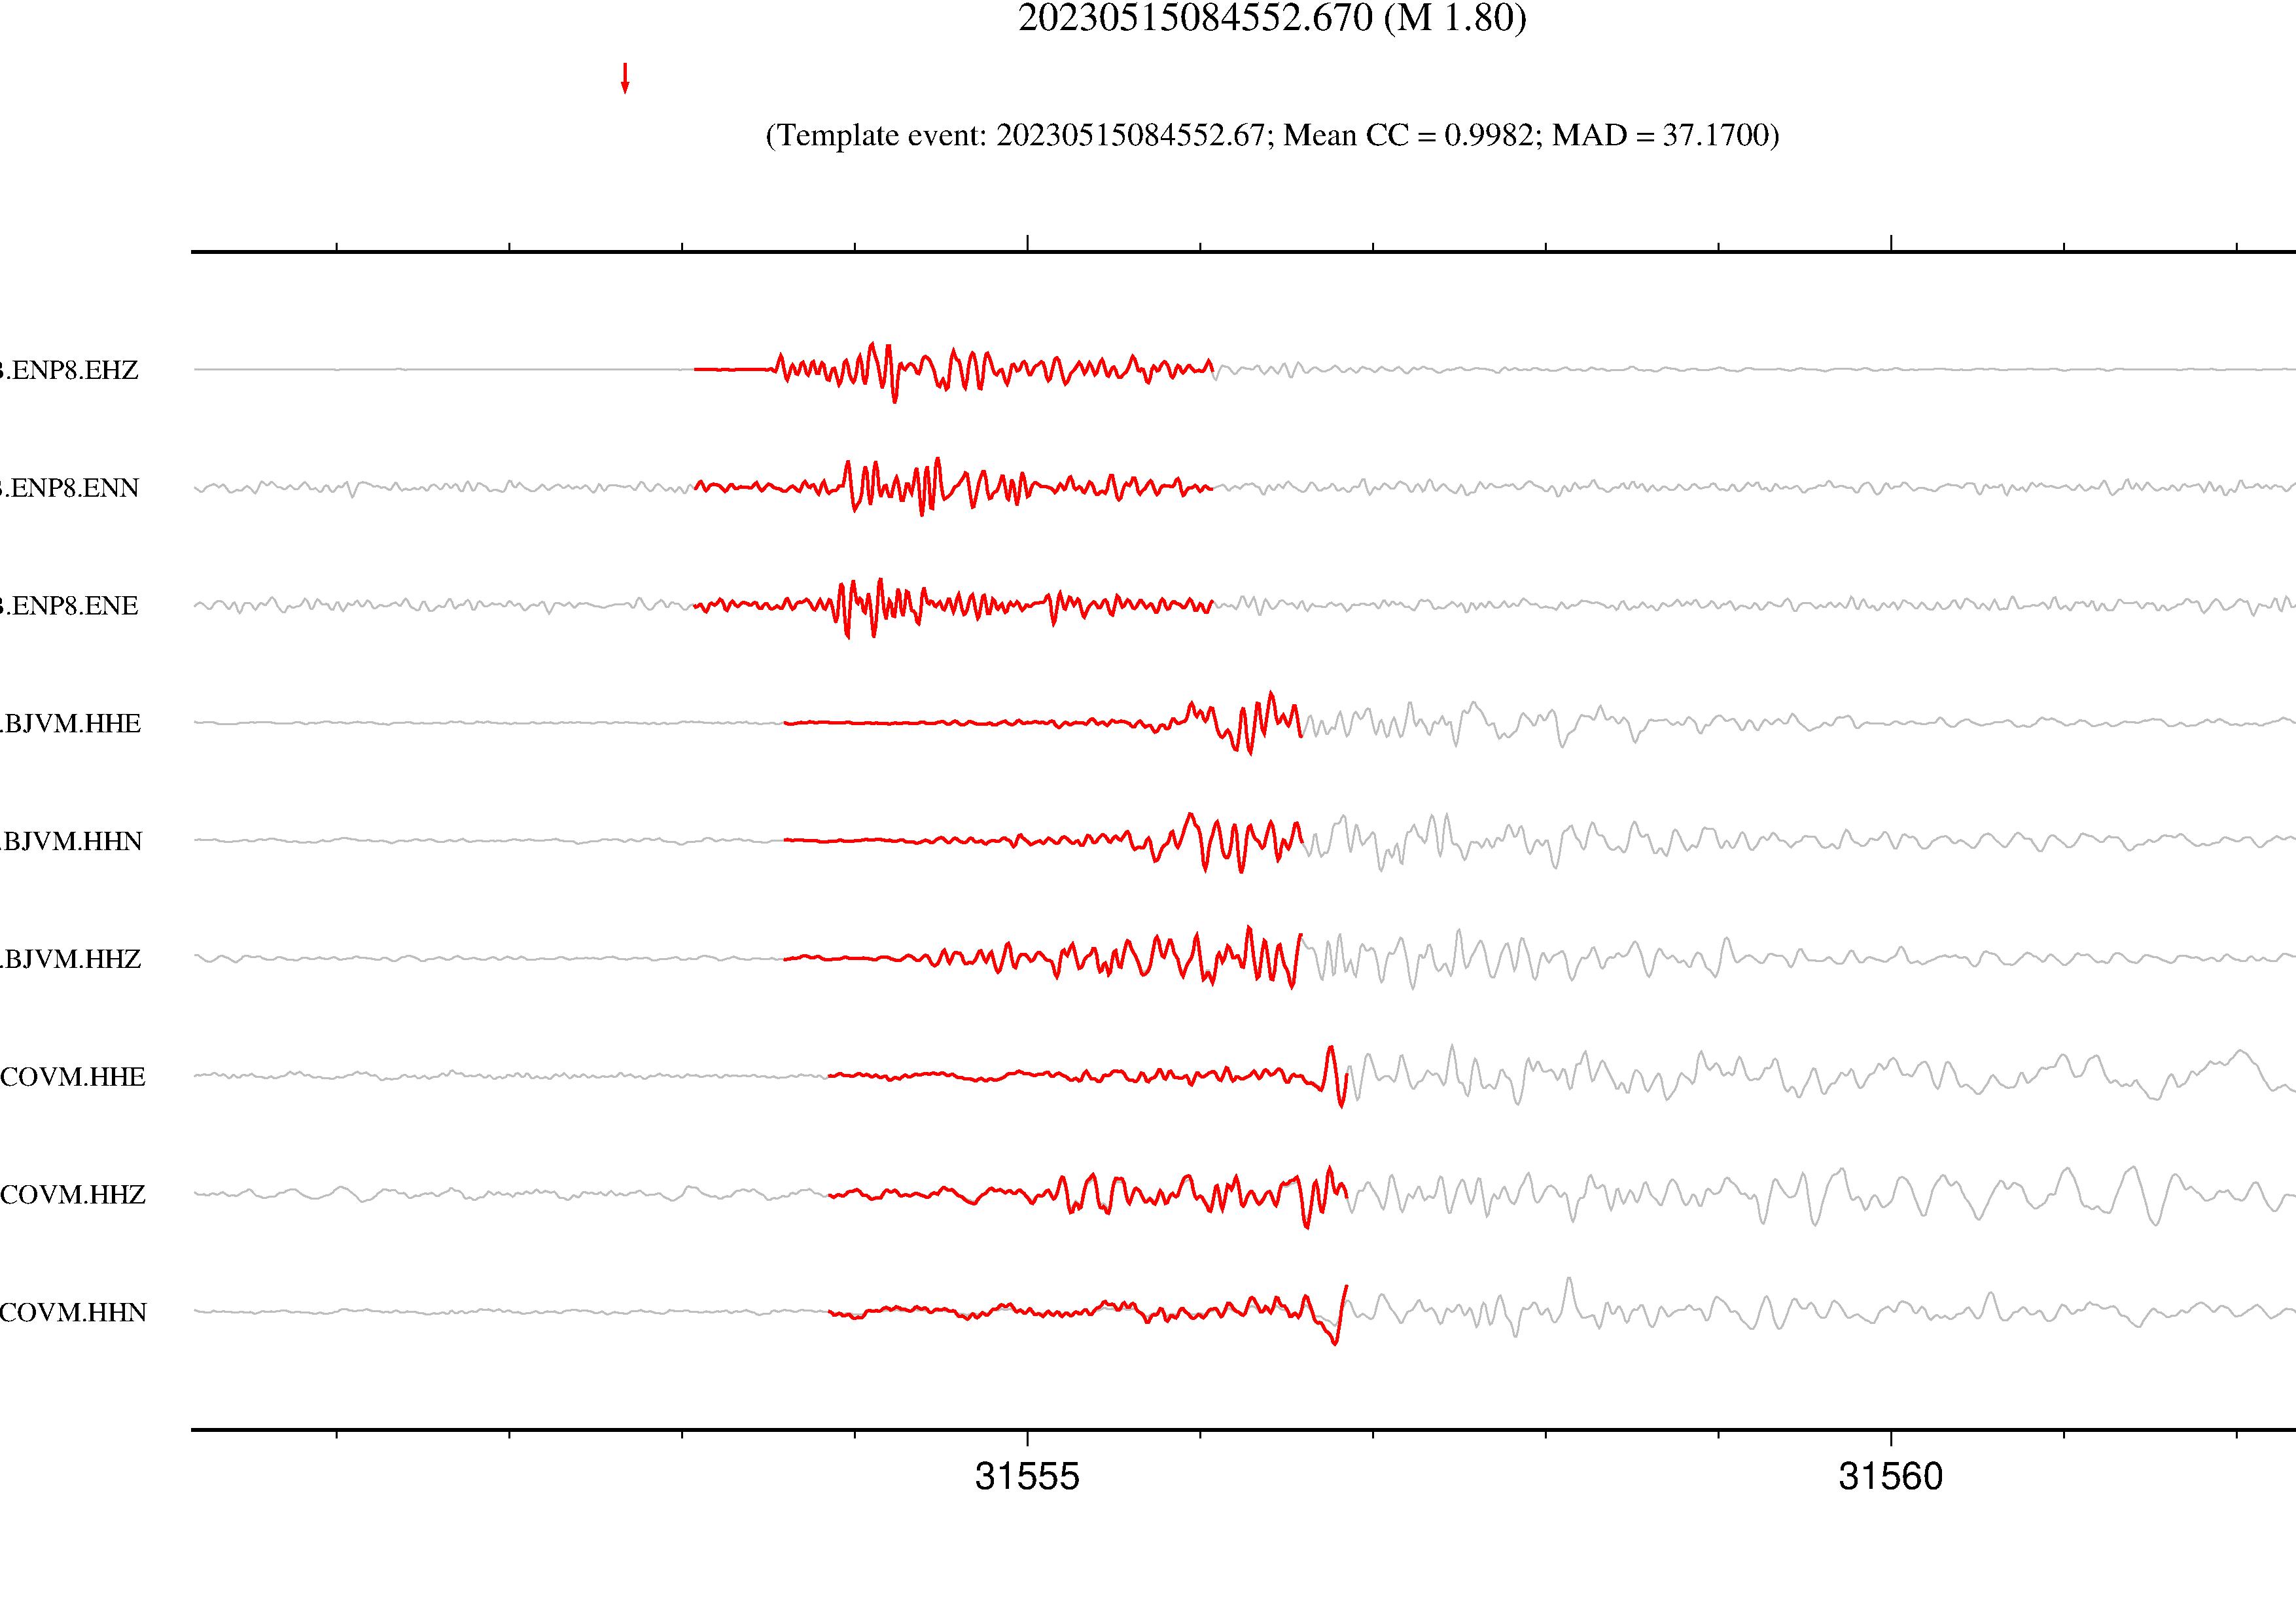 20230515084552.670 (M 1.80)
(Template event: 20230515084552.67; Mean CC = 0.9982; MAD = 37.1700)
.ENP8.EHZ
.ENP8.ENN
.ENP8.ENE
.BJVM.HHE
.BJVM.HHN
.BJVM.HHZ
COVM.HHE
COVM.HHZ
COVM.HHN
31555 31560